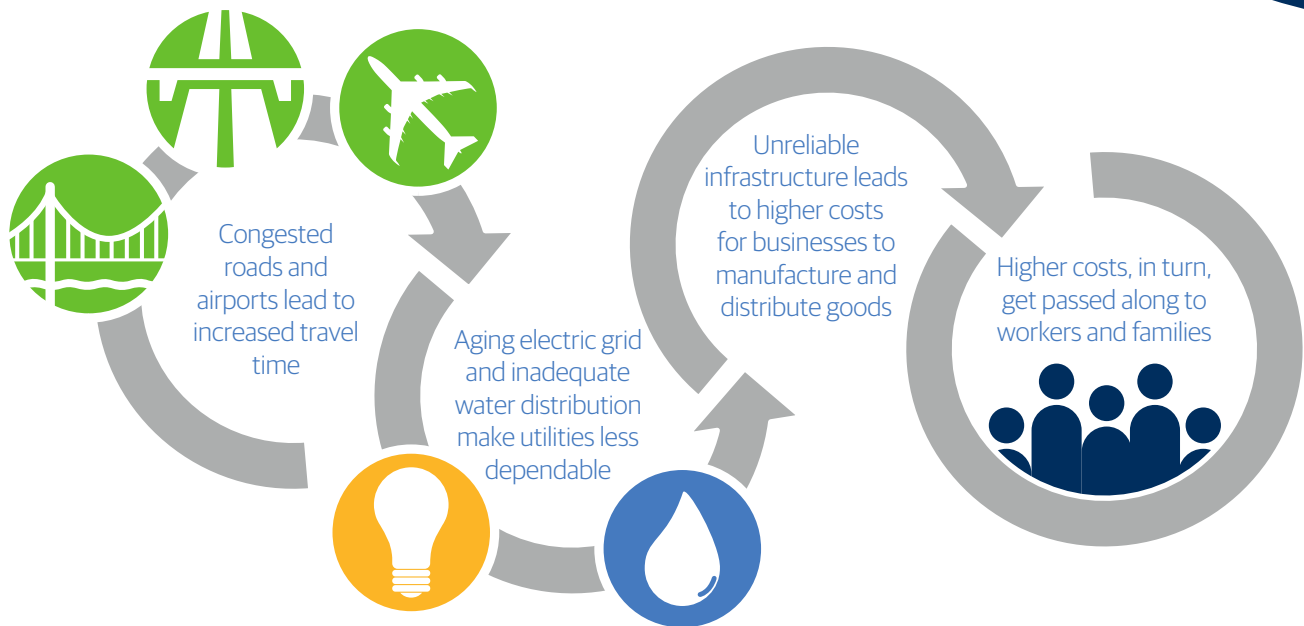 Congested
roads and
airports lead to
increased travel
time
Aging electric grid
and inadequate
water distribution
make utilities less
dependable
Unreliable
infrastructure leads
to higher costs
for businesses to
manufacture and
distribute goods
Higher costs, in turn,
get passed along to
workers and families